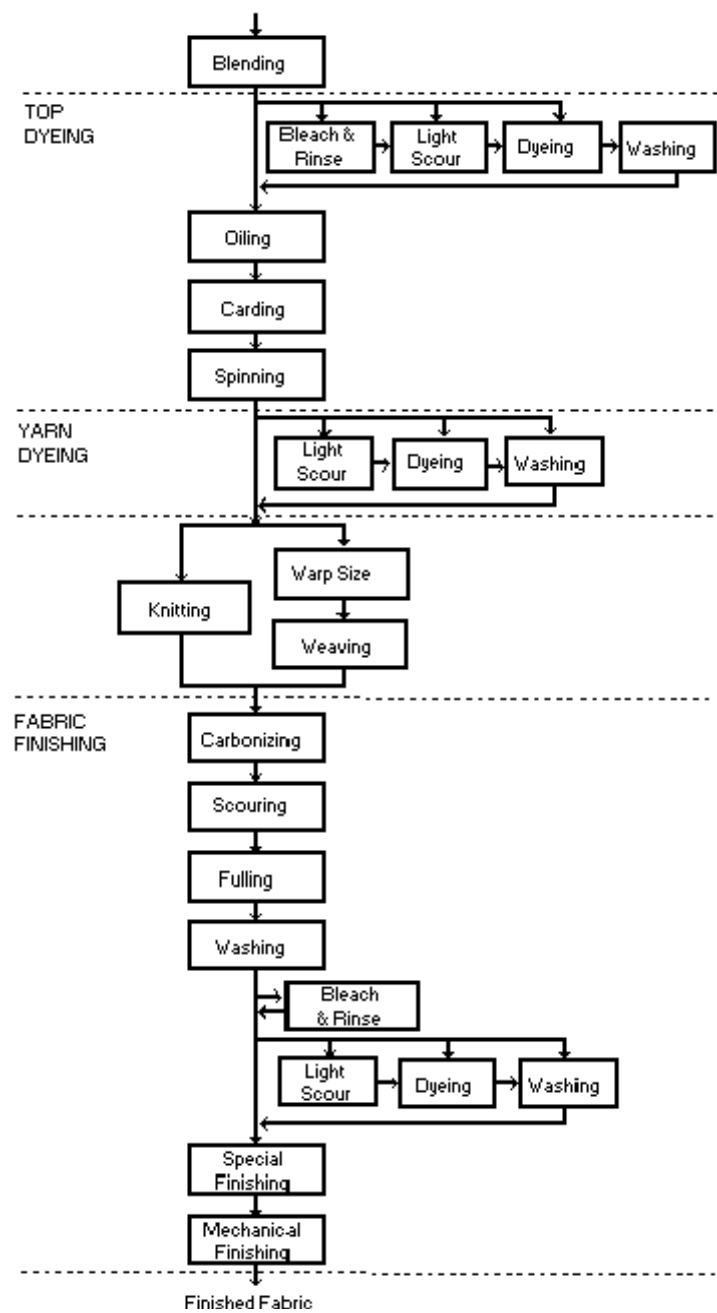 Blending
TOP
DYEING
Bleach &
Rinse
Light
Scour
Dyeing
Washing
Oiling
Carding
Spinning
YARN
DYEING
Light
Scour
Dyeing
Washing
Warp Size
Knitting
Weaving
FABRIC
FINISHING
Carbonizing
Scouring
Fulling
Washing
Bleach
& Rinse
Light
Scour
Dyeing
Washing
Special
Finishing
Mechanical
Finishing
Finished Fabric